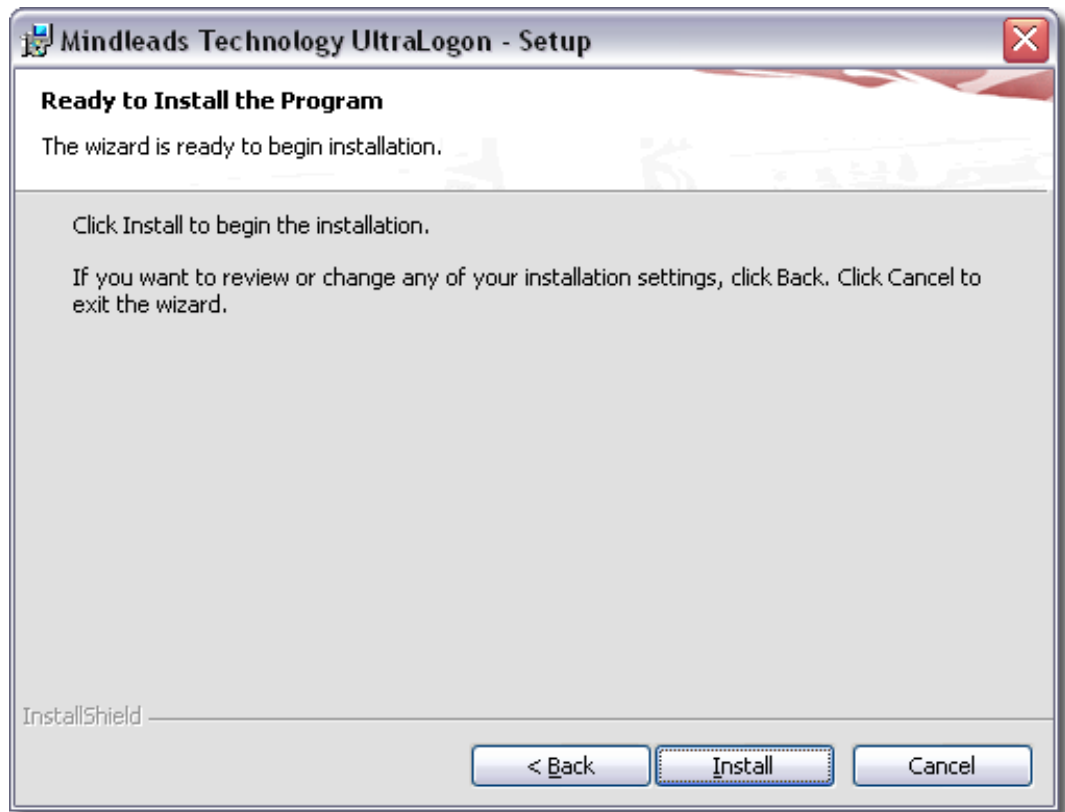 Mindleads Technology UltraLogon - Setup
Ready to Install the Program
The wizard is ready to begin installation.
Click Install to begin the installation.
If you want to review or change any of your installation settings, click Back. Click Cancel to
exit the wizard.
InstallShield
< Back Install Cancel